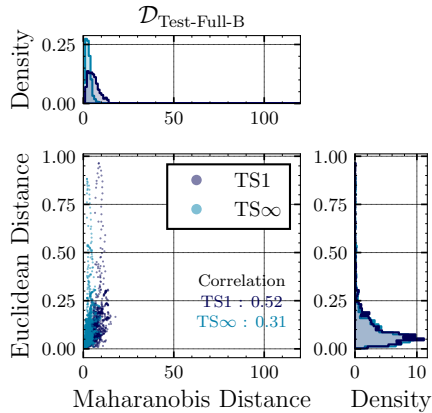 𝒟Test-Full-B
Density
0.25
0.00
0
50
100
Euclidean Distance
1.00
0.75
0.50
0.25
0.00
TS1
TS∞
Correlation
TS1 : 0.52
TS∞ : 0.31
0
50
100
Maharanobis Distance
1.00
0.75
0.50
0.25
0.00
0
10
Density